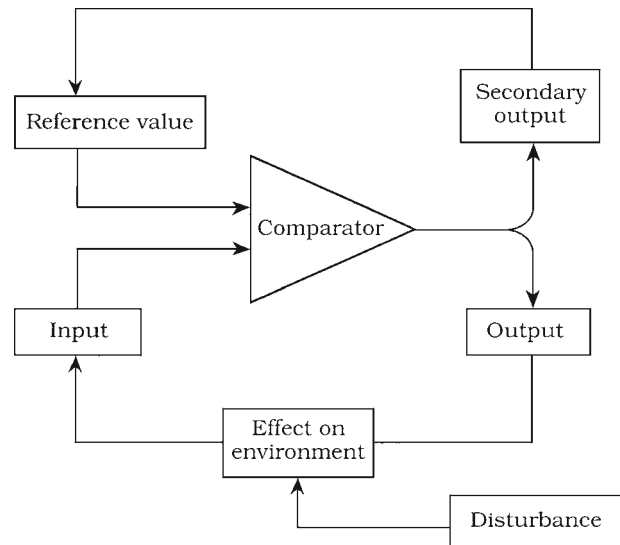 Secondary
output
Reference value
Comparator
Input
Output
Effect on
environment
Disturbance